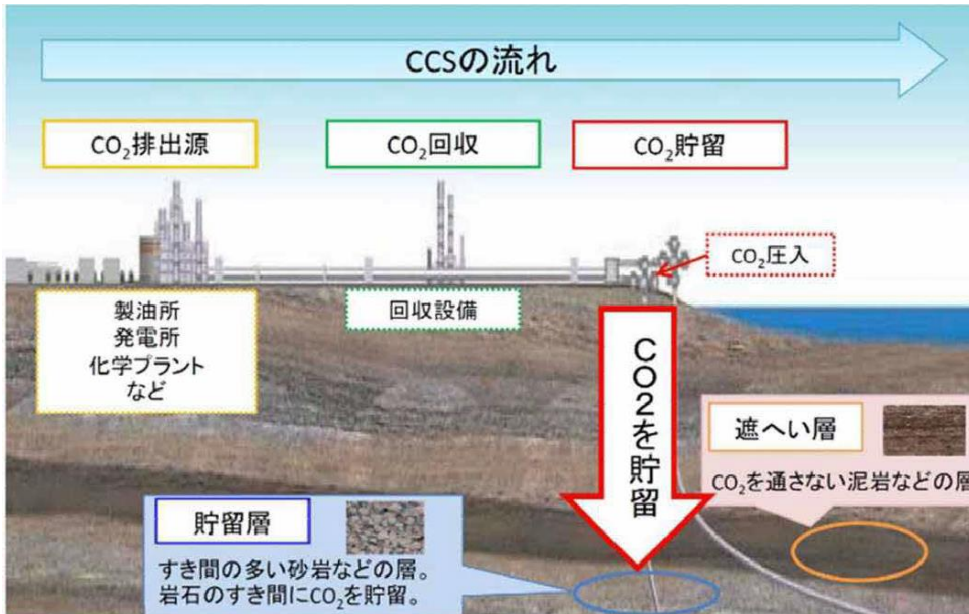 CCSの流れ
CO₂排出源
CO₂回収
CO₂貯留
CO₂圧入
製油所
発電所
化学プラント
など
回収設備
CO2を貯留
遮へい層
CO₂を通さない泥岩などの層
貯留層
すき間の多い砂岩などの層。
岩石のすき間にCO₂を貯留。